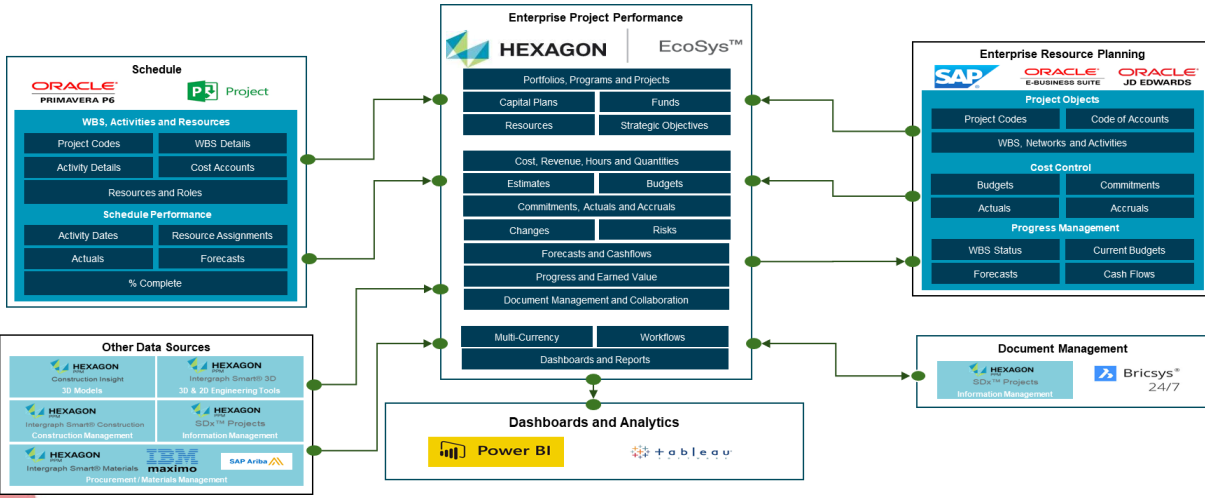 Schedule
ORACLE
PRIMAVERA P6
Project
WBS, Activities and Resources
Project Codes
WBS Details
Activity Details
Cost Accounts
Resources and Roles
Schedule Performance
Activity Dates
Resource Assignments
Actuals
Forecasts
% Complete
Other Data Sources
HEXAGON
PPM
Construction Insight
3D Models
HEXAGON
PPM
Intergraph Smart® 3D
3D & 2D Engineering Tools
HEXAGON
PPM
Intergraph Smart® Construction
Construction Management
HEXAGON
PPM
SDx™ Projects
Information Management
HEXAGON
PPM
Intergraph Smart® Materials
IBM
maximo
SAP Ariba
Procurement / Materials Management
Enterprise Project Performance
HEXAGON
EcoSys™
Portfolios, Programs and Projects
Capital Plans
Funds
Resources
Strategic Objectives
Cost, Revenue, Hours and Quantities
Estimates
Budgets
Commitments, Actuals and Accruals
Changes
Risks
Forecasts and Cashflows
Progress and Earned Value
Document Management and Collaboration
Multi-Currency
Workflows
Dashboards and Reports
Dashboards and Analytics
Power BI
tableau
Enterprise Resource Planning
SAP
ORACLE
E-BUSINESS SUITE
ORACLE
JD EDWARDS
Project Objects
Project Codes
Code of Accounts
WBS, Networks and Activities
Cost Control
Budgets
Commitments
Actuals
Accruals
Progress Management
WBS Status
Current Budgets
Forecasts
Cash Flows
Document Management
HEXAGON
PPM
SDx™ Projects
Information Management
Bricsys®
24/7